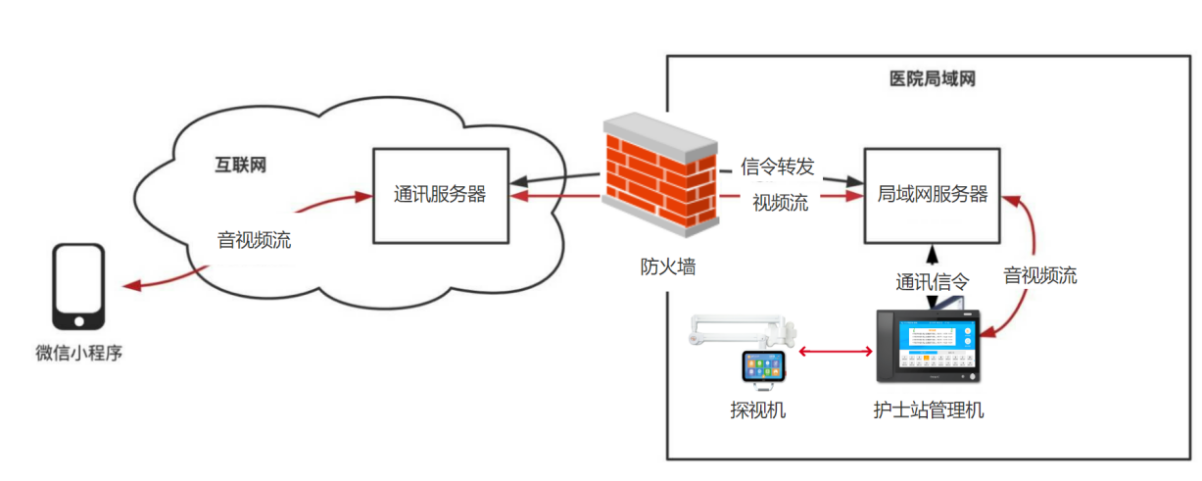 医院局域网
互联网
通讯服务器
信令转发
视频流
局域网服务器
音视频流
防火墙
通讯信令
音视频流
微信小程序
探视机
护士站管理机